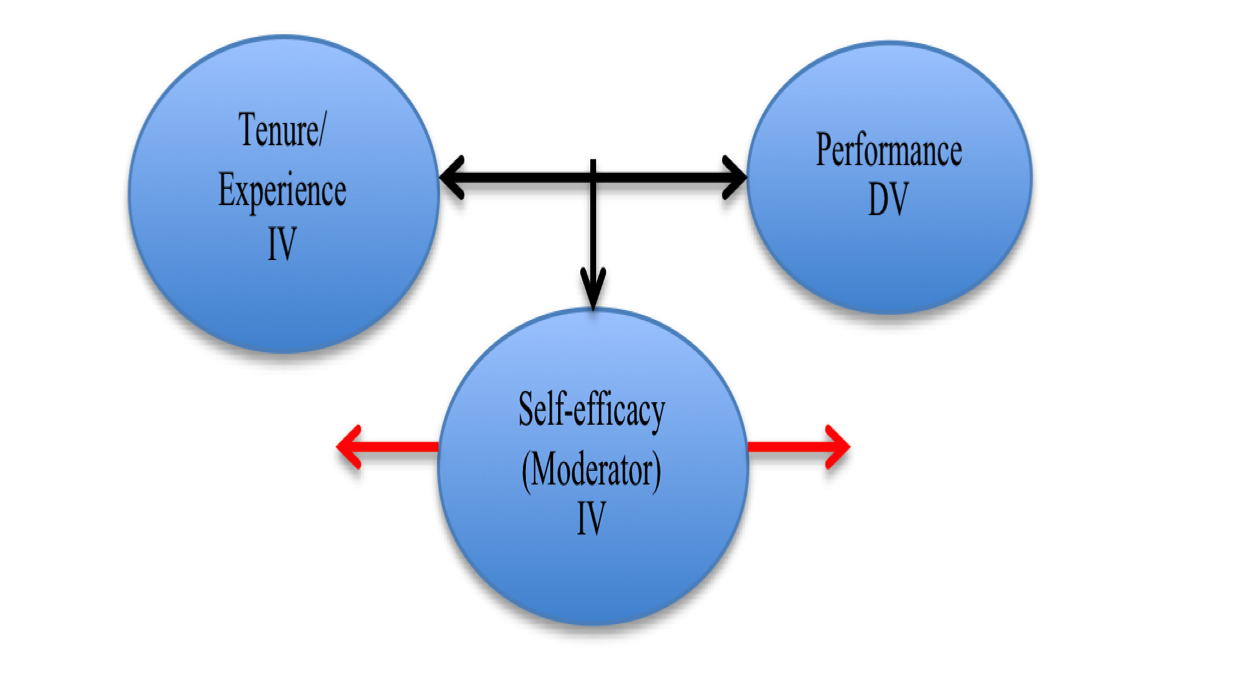 Tenure/
Experience
IV
Performance
DV
Self-efficacy
(Moderator)
IV